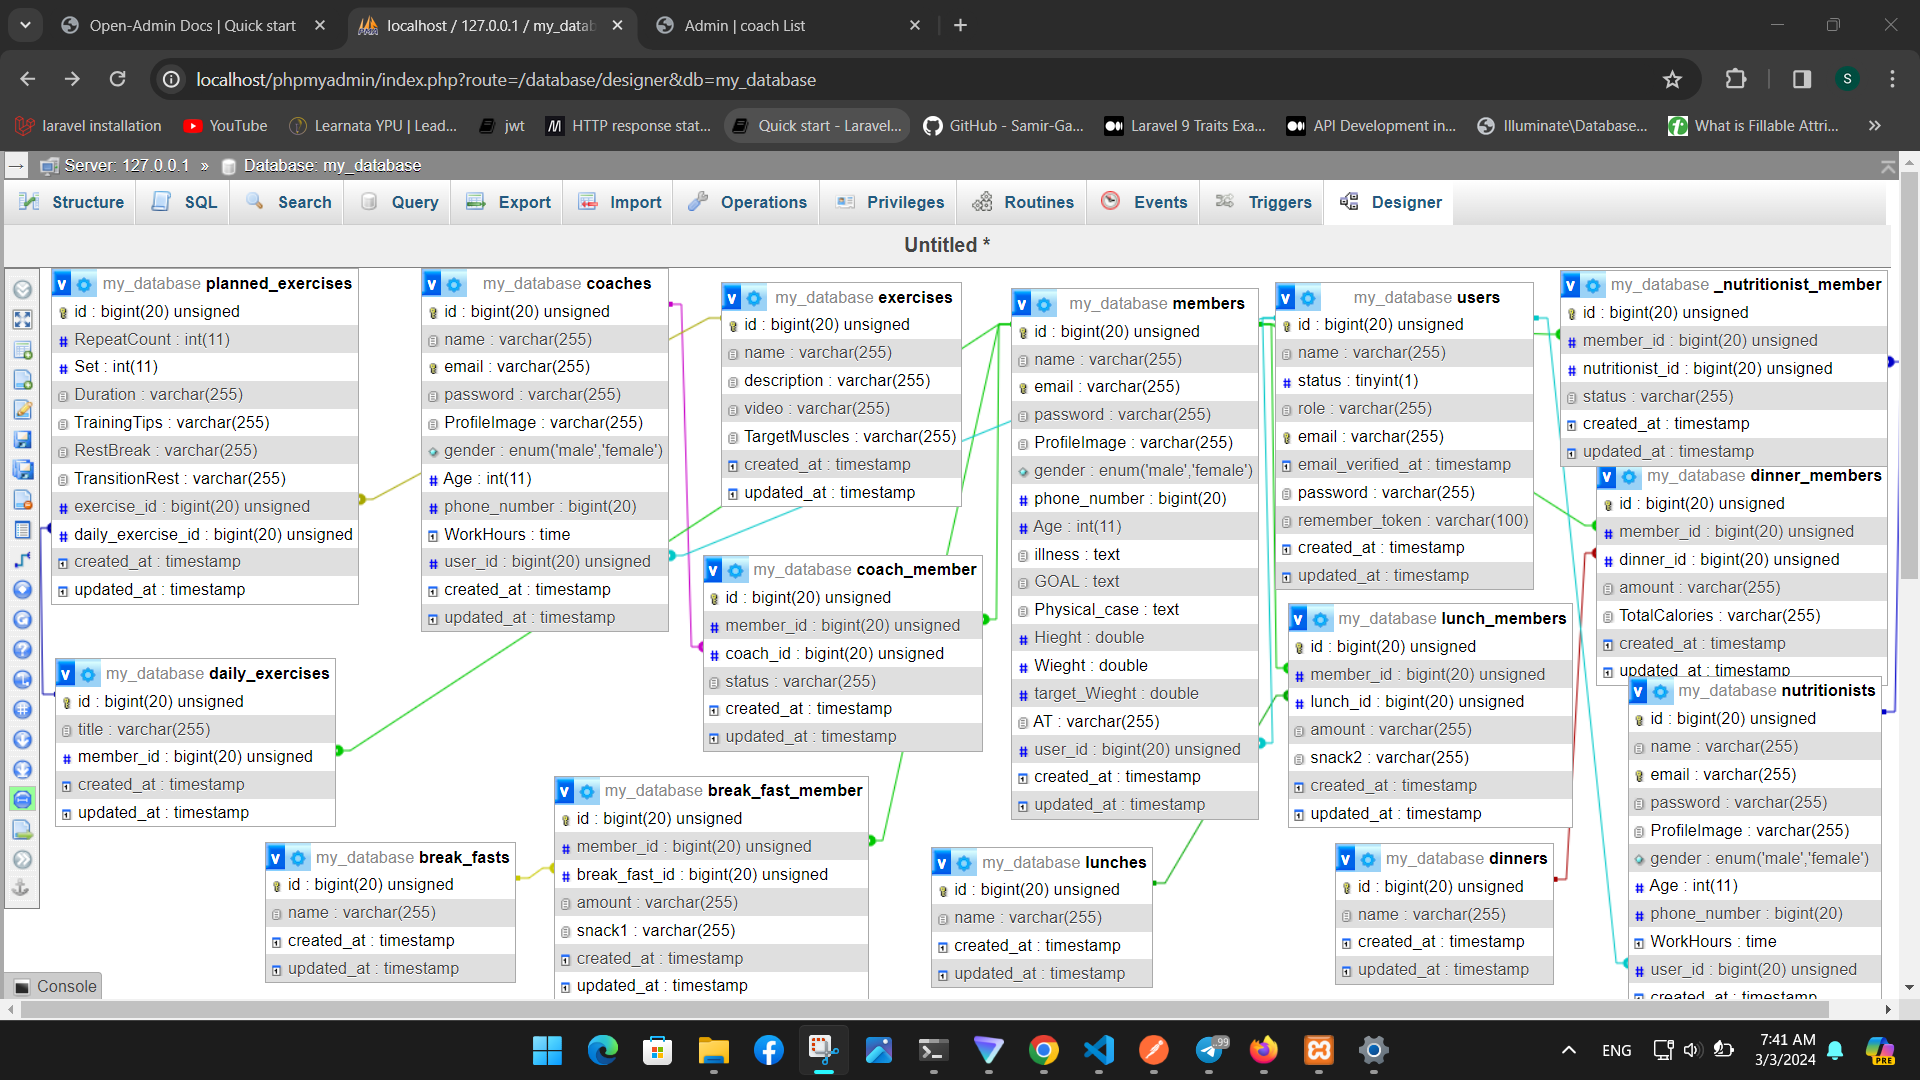 Open-Admin Docs | Quick start
localhost / 127.0.0.1 / my_datab
Admin | coach List
localhost/phpmyadmin/index.php?route=/database/designer&db=my_database
S
laravel installation
YouTube
Learnata YPU | Lead...
jwt
HTTP response stat...
Quick start - Laravel...
GitHub - Samir-Ga...
Laravel 9 Traits Exa...
API Development in...
Illuminate\Database...
What is Fillable Attri...
Server: 127.0.0.1 » Database: my_database
Structure
SQL
Search
Query
Export
Import
Operations
Privileges
Routines
Events
Triggers
Designer
Untitled *
my_database planned_exercises
id : bigint(20) unsigned
RepeatCount : int(11)
Set : int(11)
Duration : varchar(255)
TrainingTips : varchar(255)
RestBreak : varchar(255)
TransitionRest : varchar(255)
exercise_id : bigint(20) unsigned
daily_exercise_id : bigint(20) unsigned
created_at : timestamp
updated_at : timestamp
my_database coaches
id : bigint(20) unsigned
name : varchar(255)
email : varchar(255)
password : varchar(255)
ProfileImage : varchar(255)
gender : enum('male','female')
Age : int(11)
phone_number : bigint(20)
WorkHours : time
user_id : bigint(20) unsigned
created_at : timestamp
updated_at : timestamp
my_database exercises
id : bigint(20) unsigned
name : varchar(255)
description : varchar(255)
video : varchar(255)
TargetMuscles : varchar(255)
created_at : timestamp
updated_at : timestamp
my_database members
id : bigint(20) unsigned
name : varchar(255)
email : varchar(255)
password : varchar(255)
ProfileImage : varchar(255)
gender : enum('male','female')
phone_number : bigint(20)
Age : int(11)
illness : text
GOAL : text
Physical_case : text
Hieght : double
Wieght : double
target_Wieght : double
AT : varchar(255)
user_id : bigint(20) unsigned
created_at : timestamp
updated_at : timestamp
my_database users
id : bigint(20) unsigned
name : varchar(255)
status : tinyint(1)
role : varchar(255)
email : varchar(255)
email_verified_at : timestamp
password : varchar(255)
remember_token : varchar(100)
created_at : timestamp
updated_at : timestamp
my_database _nutritionist_member
id : bigint(20) unsigned
member_id : bigint(20) unsigned
nutritionist_id : bigint(20) unsigned
status : varchar(255)
created_at : timestamp
updated_at : timestamp
my_database dinner_members
id : bigint(20) unsigned
member_id : bigint(20) unsigned
dinner_id : bigint(20) unsigned
amount : varchar(255)
TotalCalories : varchar(255)
created_at : timestamp
updated_at : timestamp
my_database coach_member
id : bigint(20) unsigned
member_id : bigint(20) unsigned
coach_id : bigint(20) unsigned
status : varchar(255)
created_at : timestamp
updated_at : timestamp
my_database lunch_members
id : bigint(20) unsigned
member_id : bigint(20) unsigned
lunch_id : bigint(20) unsigned
amount : varchar(255)
snack2 : varchar(255)
created_at : timestamp
updated_at : timestamp
my_database daily_exercises
id : bigint(20) unsigned
title : varchar(255)
member_id : bigint(20) unsigned
created_at : timestamp
updated_at : timestamp
my_database nutritionists
id : bigint(20) unsigned
name : varchar(255)
email : varchar(255)
password : varchar(255)
ProfileImage : varchar(255)
gender : enum('male','female')
Age : int(11)
phone_number : bigint(20)
WorkHours : time
user_id : bigint(20) unsigned
created_at : timestamp
my_database break_fast_member
id : bigint(20) unsigned
member_id : bigint(20) unsigned
break_fast_id : bigint(20) unsigned
amount : varchar(255)
snack1 : varchar(255)
created_at : timestamp
updated_at : timestamp
my_database break_fasts
id : bigint(20) unsigned
name : varchar(255)
created_at : timestamp
updated_at : timestamp
my_database lunches
id : bigint(20) unsigned
name : varchar(255)
created_at : timestamp
updated_at : timestamp
my_database dinners
id : bigint(20) unsigned
name : varchar(255)
created_at : timestamp
updated_at : timestamp
Console
99
ENG
7:41 AM
3/3/2024
PRE